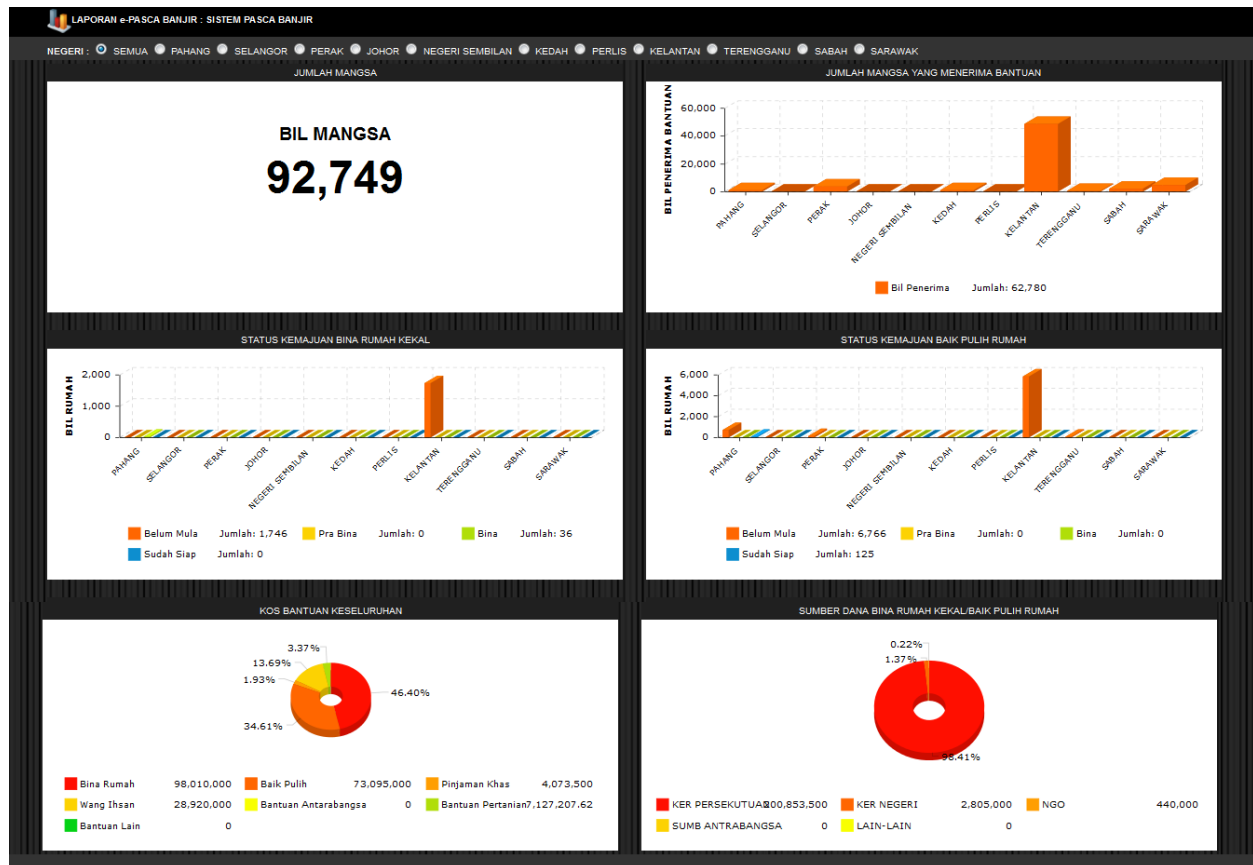 LAPORAN e-PASCA BANJIR : SISTEM PASCA BANJIR
NEGERI : SEMUA PAHANG SELANGOR PERAK JOHOR NEGERI SEMBILAN KEDAH PERLIS KELANTAN TERENGGANU SABAH SARAWAK
JUMLAH MANGSA
BIL MANGSA
92,749
JUMLAH MANGSA YANG MENERIMA BANTUAN
BIL PENERIMA BANTUAN
60,000
40,000
20,000
0
PAHANG SELANGOR PERAK JOHOR NEGERI SEMBILAN KEDAH PERLIS KELANTAN TERENGGANU SABAH SARAWAK
Bil Penerima Jumlah: 62,780
STATUS KEMAJUAN BINA RUMAH KEKAL
BIL RUMAH
2,000
1,000
0
PAHANG SELANGOR PERAK JOHOR NEGERI SEMBILAN KEDAH PERLIS KELANTAN TERENGGANU SABAH SARAWAK
Belum Mula Jumlah: 1,746 Pra Bina Jumlah: 0 Bina Jumlah: 36
Sudah Siap Jumlah: 0
STATUS KEMAJUAN BAIK PULIH RUMAH
BIL RUMAH
6,000
4,000
2,000
0
PAHANG SELANGOR PERAK JOHOR NEGERI SEMBILAN KEDAH PERLIS KELANTAN TERENGGANU SABAH SARAWAK
Belum Mula Jumlah: 6,766 Pra Bina Jumlah: 0 Bina Jumlah: 0
Sudah Siap Jumlah: 125
KOS BANTUAN KESELURUHAN
3.37%
13.69%
1.93%
46.40%
34.61%
Bina Rumah 98,010,000 Baik Pulih 73,095,000 Pinjaman Khas 4,073,500
Wang Ihsan 28,920,000 Bantuan Antarabangsa 0 Bantuan Pertanian 7,127,207.62
Bantuan Lain 0
SUMBER DANA BINA RUMAH KEKAL/BAIK PULIH RUMAH
0.22%
1.37%
98.41%
KER PERSEKUTUAN 200,853,500 KER NEGERI 2,805,000 NGO 440,000
SUMB ANTRABANGSA 0 LAIN-LAIN 0